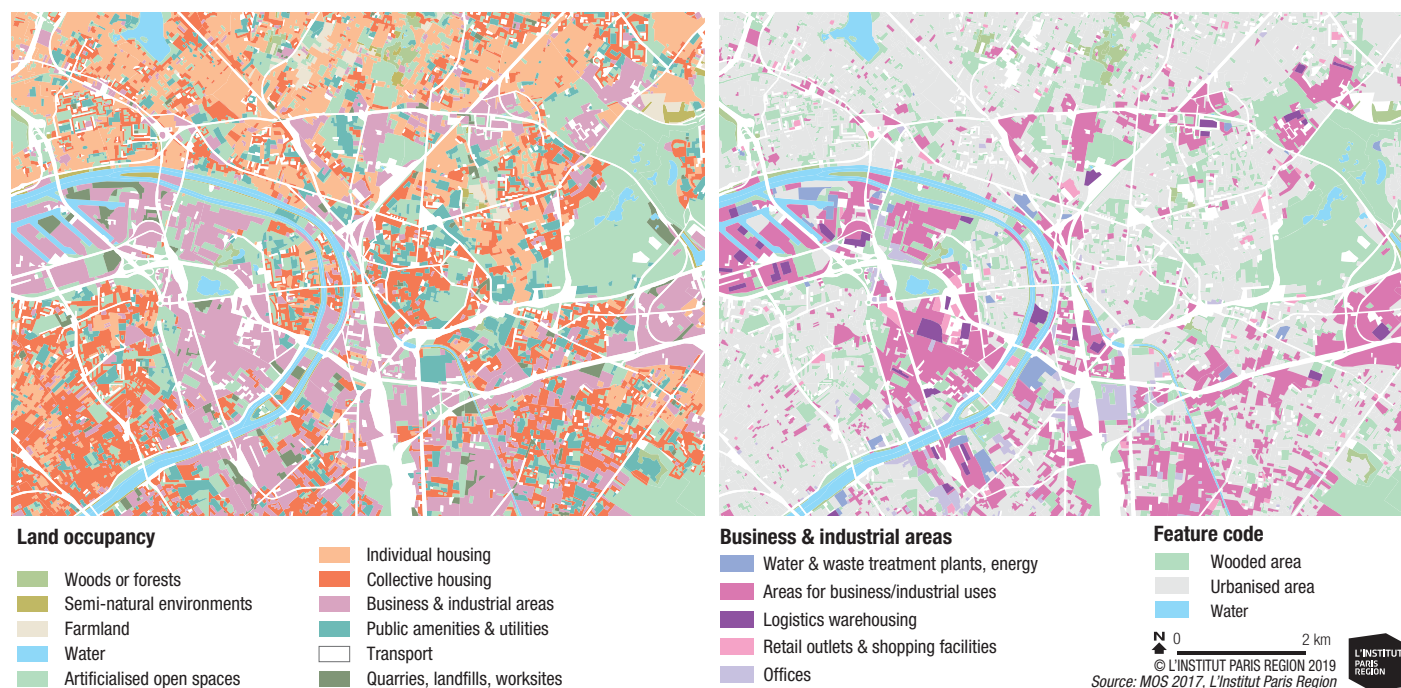 Land occupancy
Woods or forests
Semi-natural environments
Farmland
Water
Artificialised open spaces
Individual housing
Collective housing
Business & industrial areas
Public amenities & utilities
Transport
Quarries, landfills, worksites
Business & industrial areas
Water & waste treatment plants, energy
Areas for business/industrial uses
Logistics warehousing
Retail outlets & shopping facilities
Offices
Feature code
Wooded area
Urbanised area
Water
N 0 2 km
© L'INSTITUT PARIS REGION 2019
Source: MOS 2017, L'Institut Paris Region
L'INSTITUT
PARIS
REGION